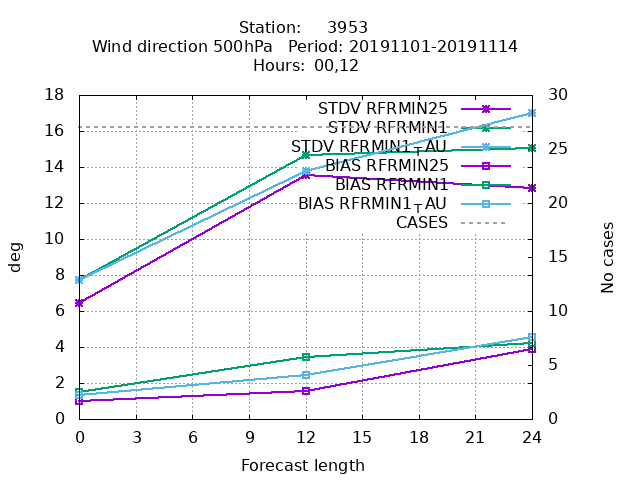 Station: 3953
Wind direction 500hPa Period: 20191101-20191114
Hours: 00,12
18
16
14
12
10
8
6
4
2
0
deg
30
25
20
15
10
5
0
No cases
STDV RFRMIN25
STDV RFRMIN1
STDV RFRMIN1_TAU
BIAS RFRMIN25
BIAS RFRMIN1
BIAS RFRMIN1_TAU
CASES
0 3 6 9 12 15 18 21 24
Forecast length